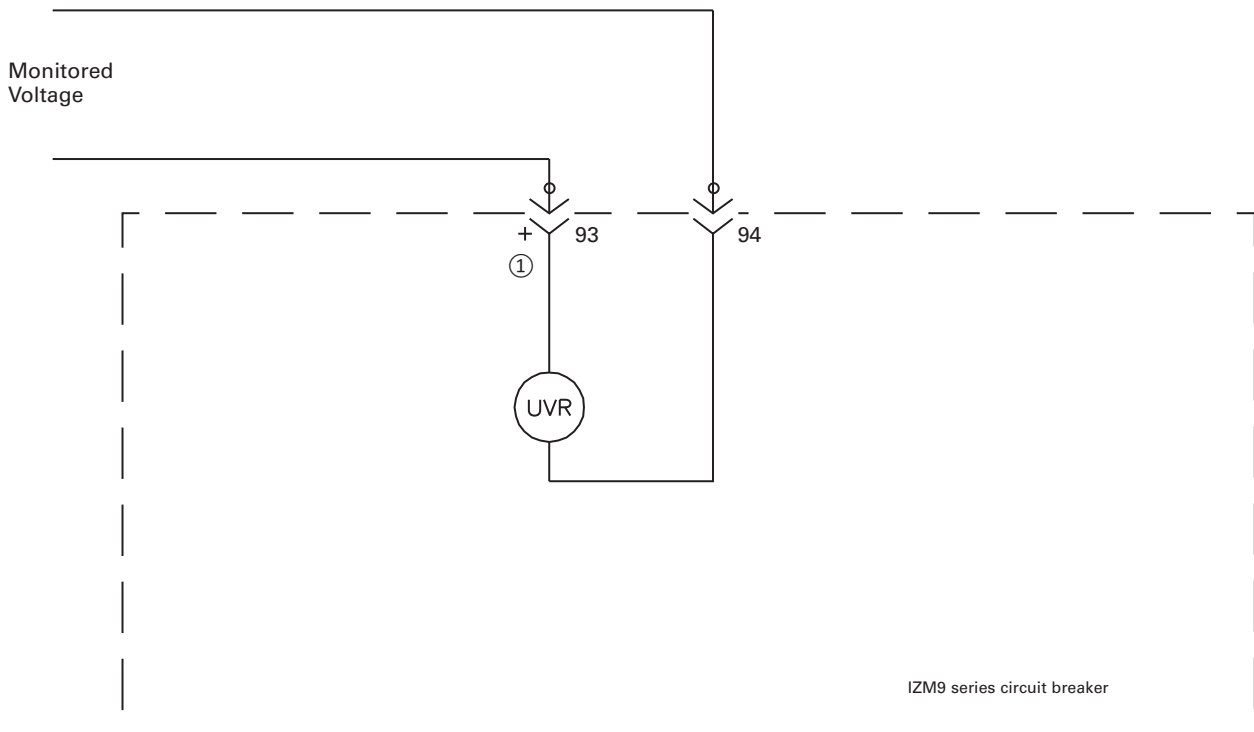 Monitored
Voltage
+ 93
94
①
UVR
IZM9 series circuit breaker